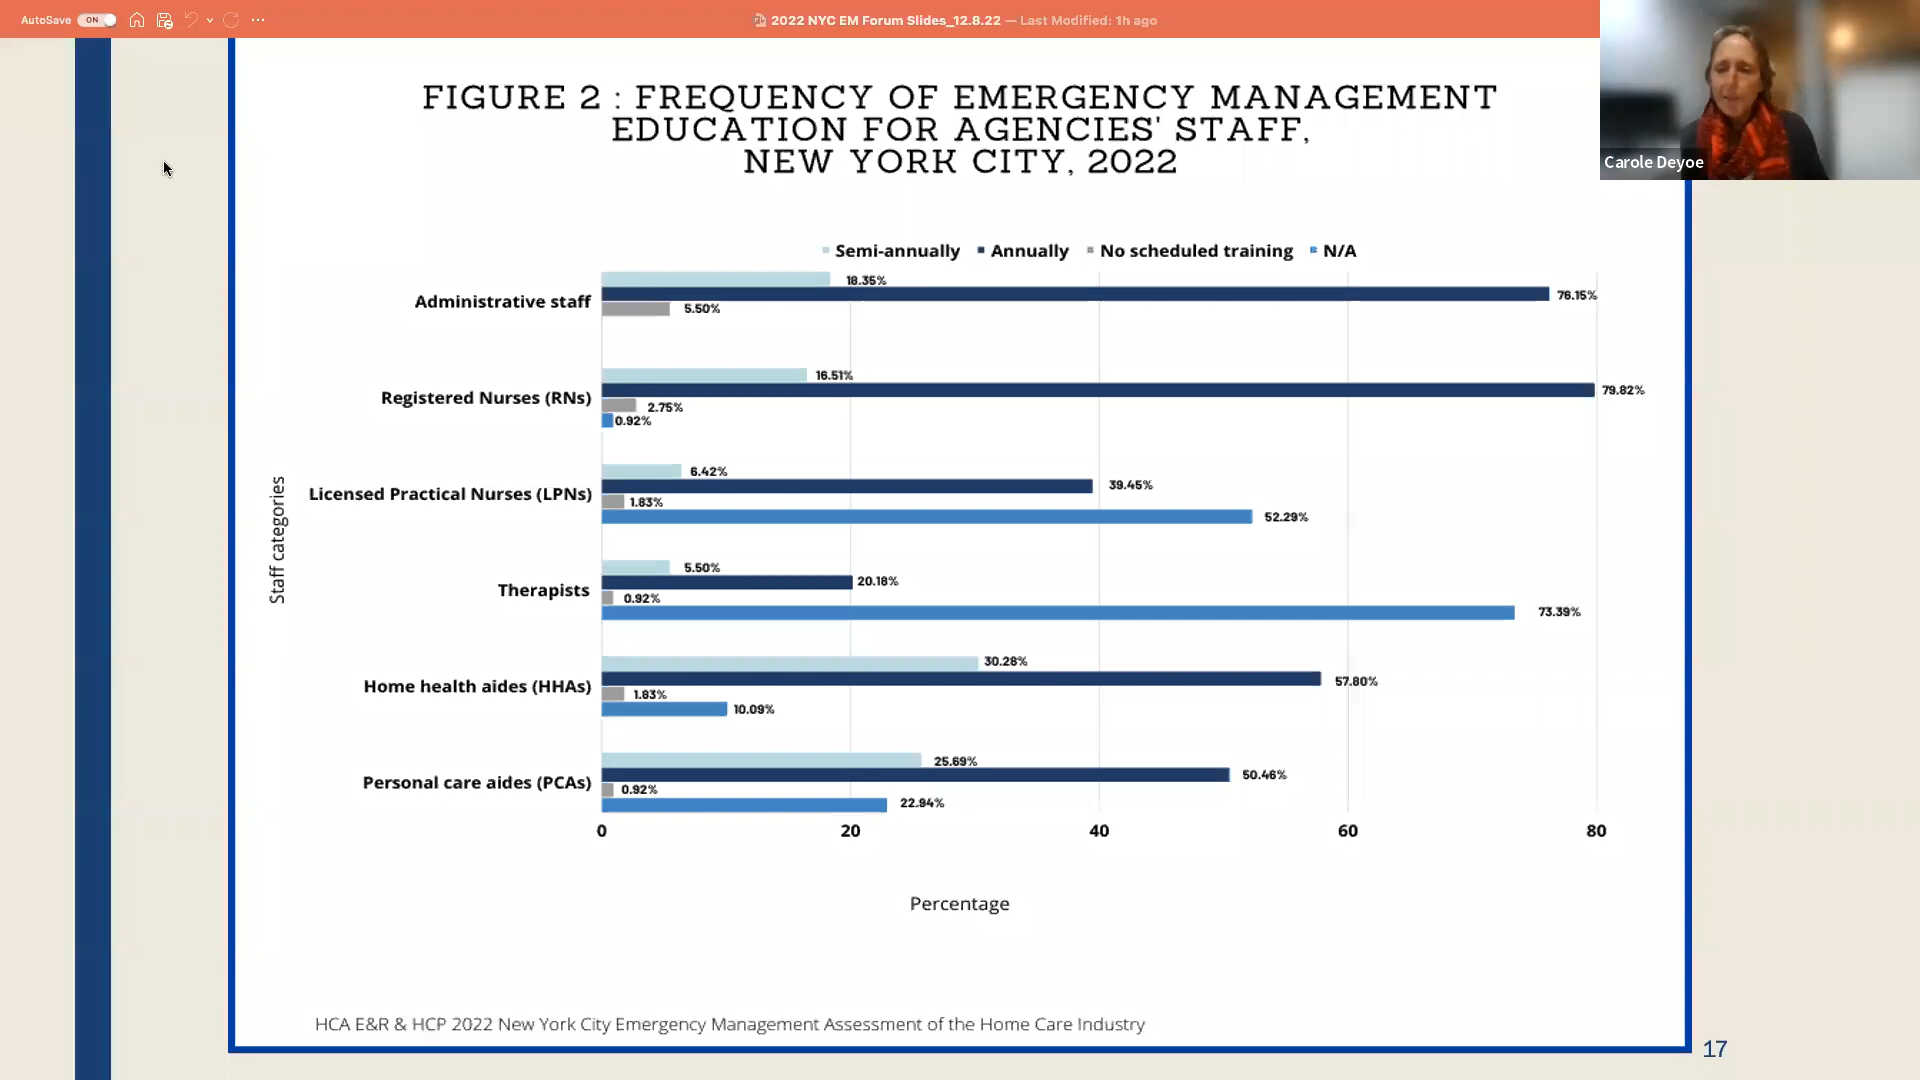 AutoSave ON
2022 NYC EM Forum Slides_12.8.22 — Last Modified: 1h ago
Carole Deyoe
FIGURE 2 : FREQUENCY OF EMERGENCY MANAGEMENT
EDUCATION FOR AGENCIES' STAFF,
NEW YORK CITY, 2022
Semi-annually Annually No scheduled training N/A
Administrative staff
18.35%
76.15%
5.50%
Registered Nurses (RNs)
16.51%
79.82%
2.75%
0.92%
Licensed Practical Nurses (LPNs)
6.42%
39.45%
1.83%
52.29%
Therapists
5.50%
20.18%
0.92%
73.39%
Home health aides (HHAs)
30.28%
57.80%
1.83%
10.09%
Personal care aides (PCAs)
25.69%
50.46%
0.92%
22.94%
Staff categories
0 20 40 60 80
Percentage
HCA E&R & HCP 2022 New York City Emergency Management Assessment of the Home Care Industry
17